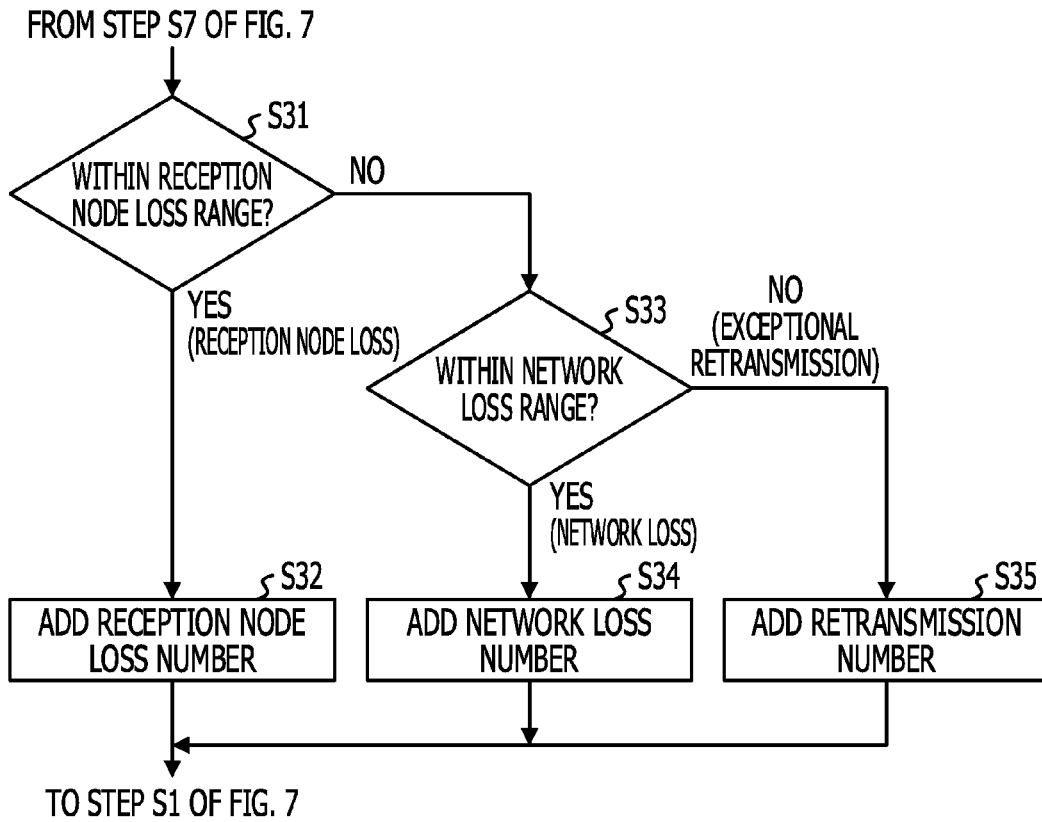 FROM STEP S7 OF FIG. 7
S31
WITHIN RECEPTION
NODE LOSS RANGE?
NO
YES
(RECEPTION NODE LOSS)
S33
WITHIN NETWORK
LOSS RANGE?
NO
(EXCEPTIONAL
RETRANSMISSION)
YES
(NETWORK LOSS)
S32
ADD RECEPTION NODE
LOSS NUMBER
S34
ADD NETWORK LOSS
NUMBER
S35
ADD RETRANSMISSION
NUMBER
TO STEP S1 OF FIG. 7